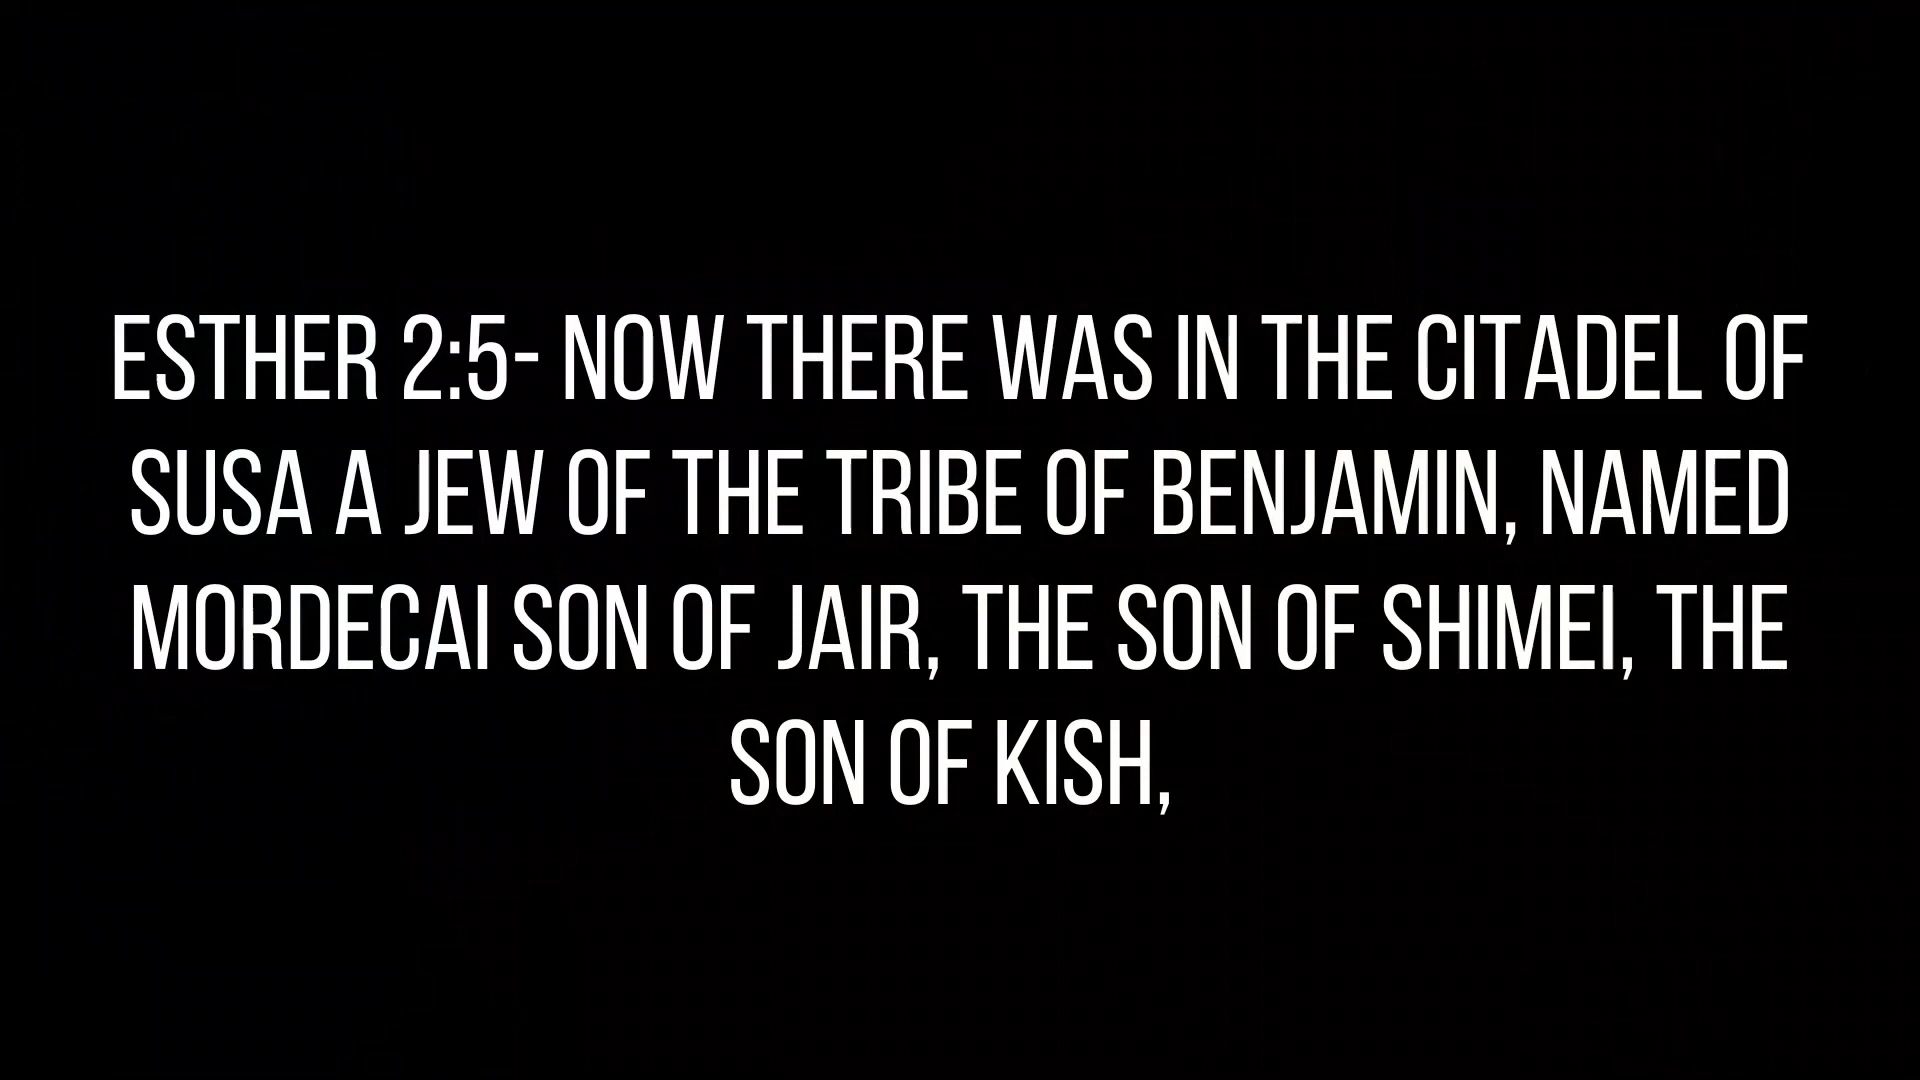 ESTHER 2:5- NOW THERE WAS IN THE CITADEL OF
SUSA A JEW OF THE TRIBE OF BENJAMIN, NAMED
MORDECAI SON OF JAIR, THE SON OF SHIMEI, THE
SON OF KISH,